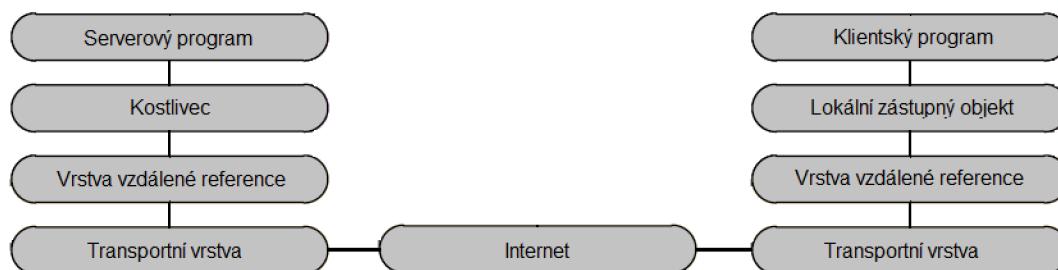 Serverový program
Klientský program
Kostlivec
Lokální zástupný objekt
Vrstva vzdálené reference
Vrstva vzdálené reference
Transportní vrstva
Internet
Transportní vrstva